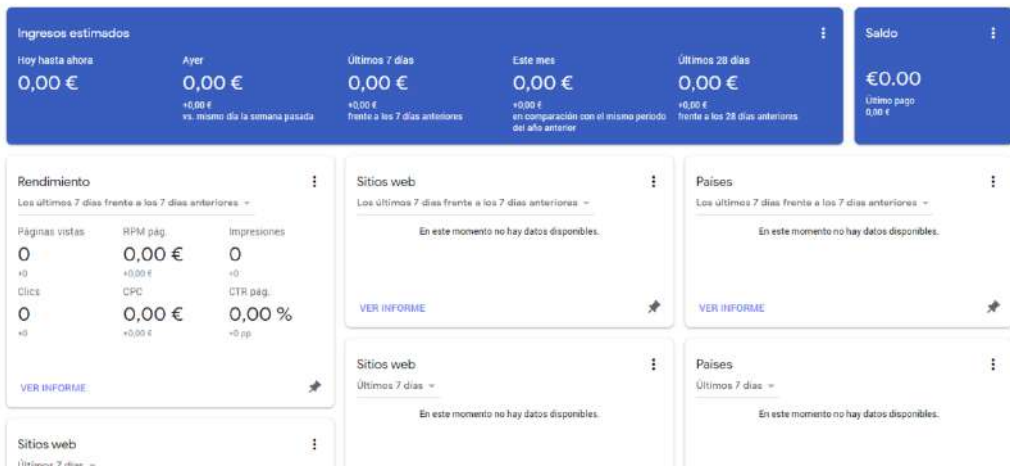 Ingresos estimados
Hoy hasta ahora
0,00 €
Ayer
0,00 €
+0,00 €
vs. mismo día la semana pasada
Últimos 7 días
0,00 €
+0,00 €
frente a los 7 días anteriores
Este mes
0,00 €
+0,00 €
en comparación con el mismo periodo
del año anterior
Últimos 28 días
0,00 €
+0,00 €
frente a los 28 días anteriores
Saldo
€0.00
Último pago
0,00 €
Rendimiento
Los últimos 7 días frente a los 7 días anteriores
Páginas vistas
0
+0
RPM pág.
0,00 €
+0,00 €
Impresiones
0
+0
Clics
0
+0
CPC
0,00 €
+0,00 €
CTR pág.
0,00 %
+0 pp
VER INFORME
Sitios web
Los últimos 7 días frente a los 7 días anteriores
En este momento no hay datos disponibles.
VER INFORME
Países
Los últimos 7 días frente a los 7 días anteriores
En este momento no hay datos disponibles.
VER INFORME
Sitios web
Últimos 7 días
En este momento no hay datos disponibles.
Países
Últimos 7 días
En este momento no hay datos disponibles.
Sitios web
Últimos 7 días